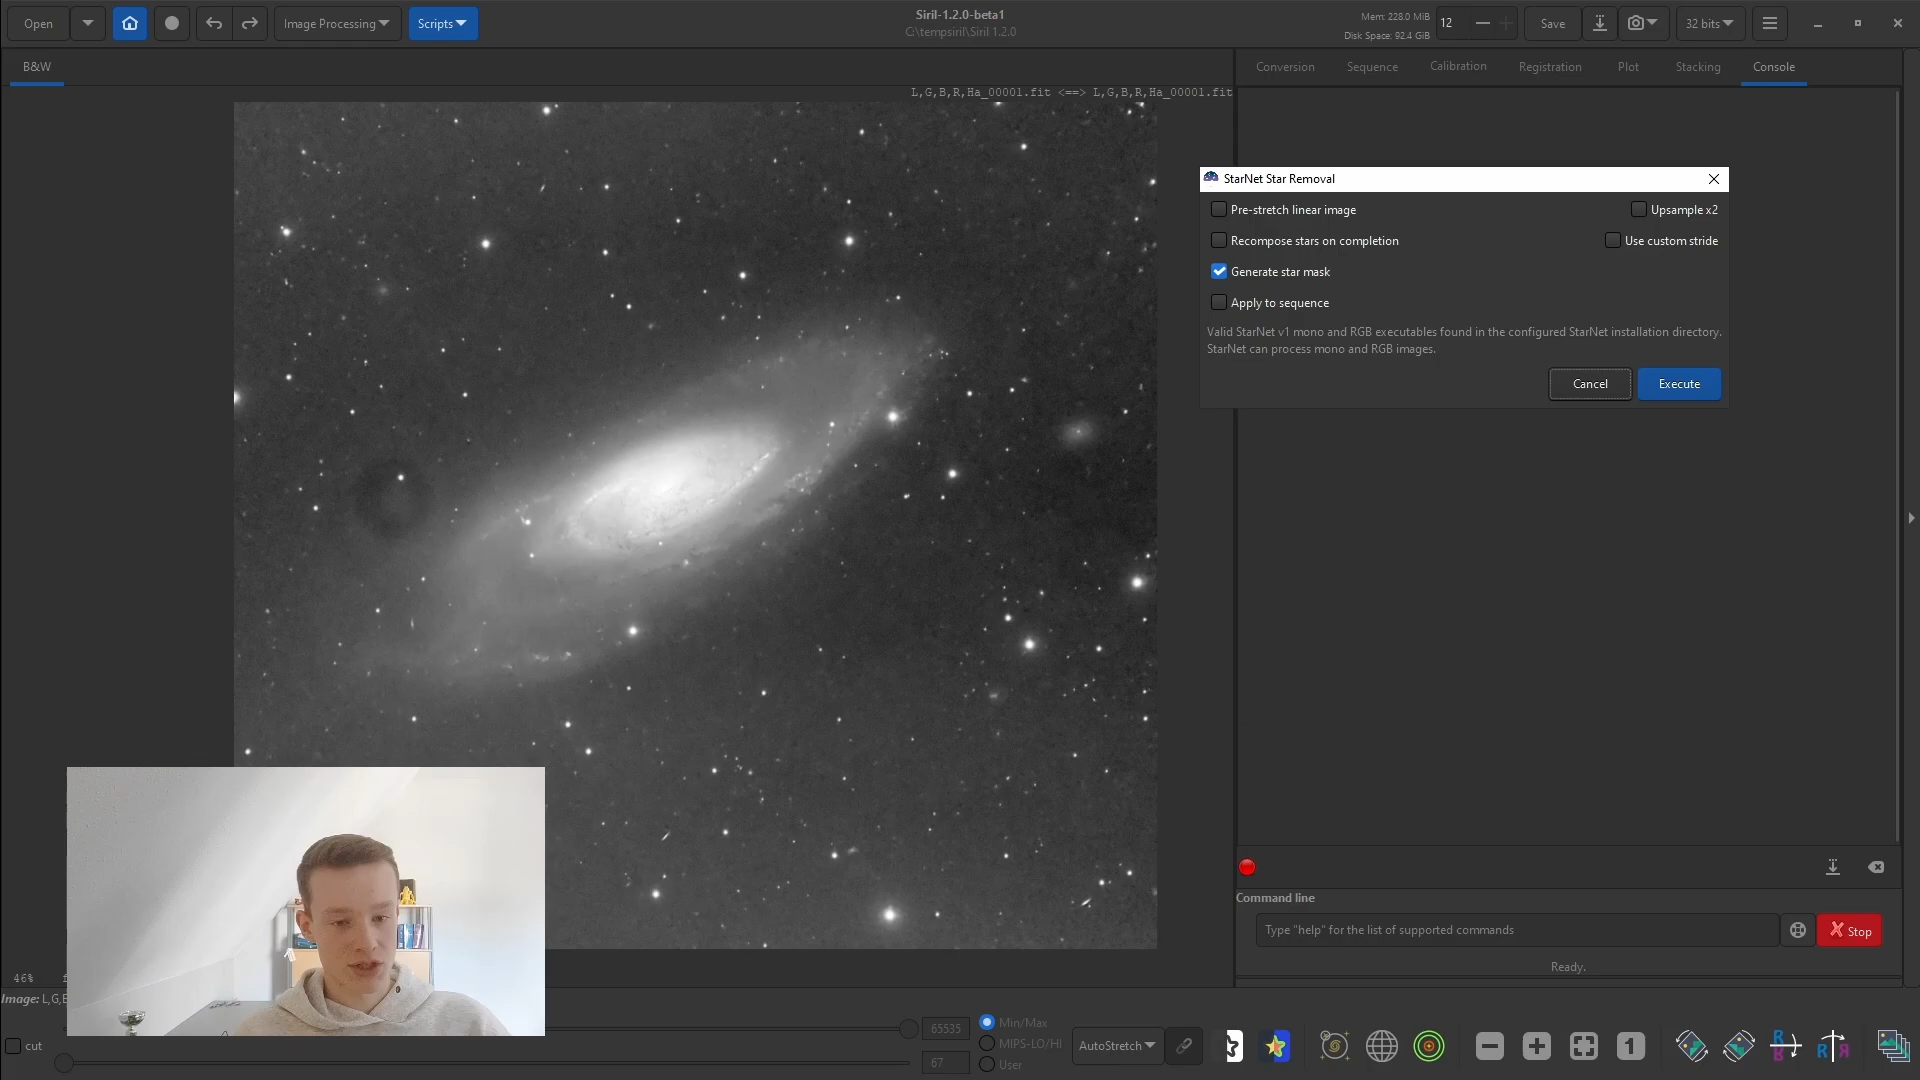 Open
Image Processing
Scripts
Siril-1.2.0-beta1
C:\tempsiril\Siril 1.2.0
Mem: 228.0 MiB
Disk Space: 92.4 GiB
12
Save
32 bits
B&W
Conversion
Sequence
Calibration
Registration
Plot
Stacking
Console
L,G,B,R,Ha_00001.fit <==> L,G,B,R,Ha_00001.fit
StarNet Star Removal
Pre-stretch linear image
Upsample x2
Recompose stars on completion
Use custom stride
Generate star mask
Apply to sequence
Valid StarNet v1 mono and RGB executables found in the configured StarNet installation directory.
StarNet can process mono and RGB images.
Cancel
Execute
Command line
Type "help" for the list of supported commands
Stop
Ready.
46%
Image: L,G,
cut
65535
67
Min/Max
MIPS-LO/HI
User
AutoStretch
1
R
B
R R